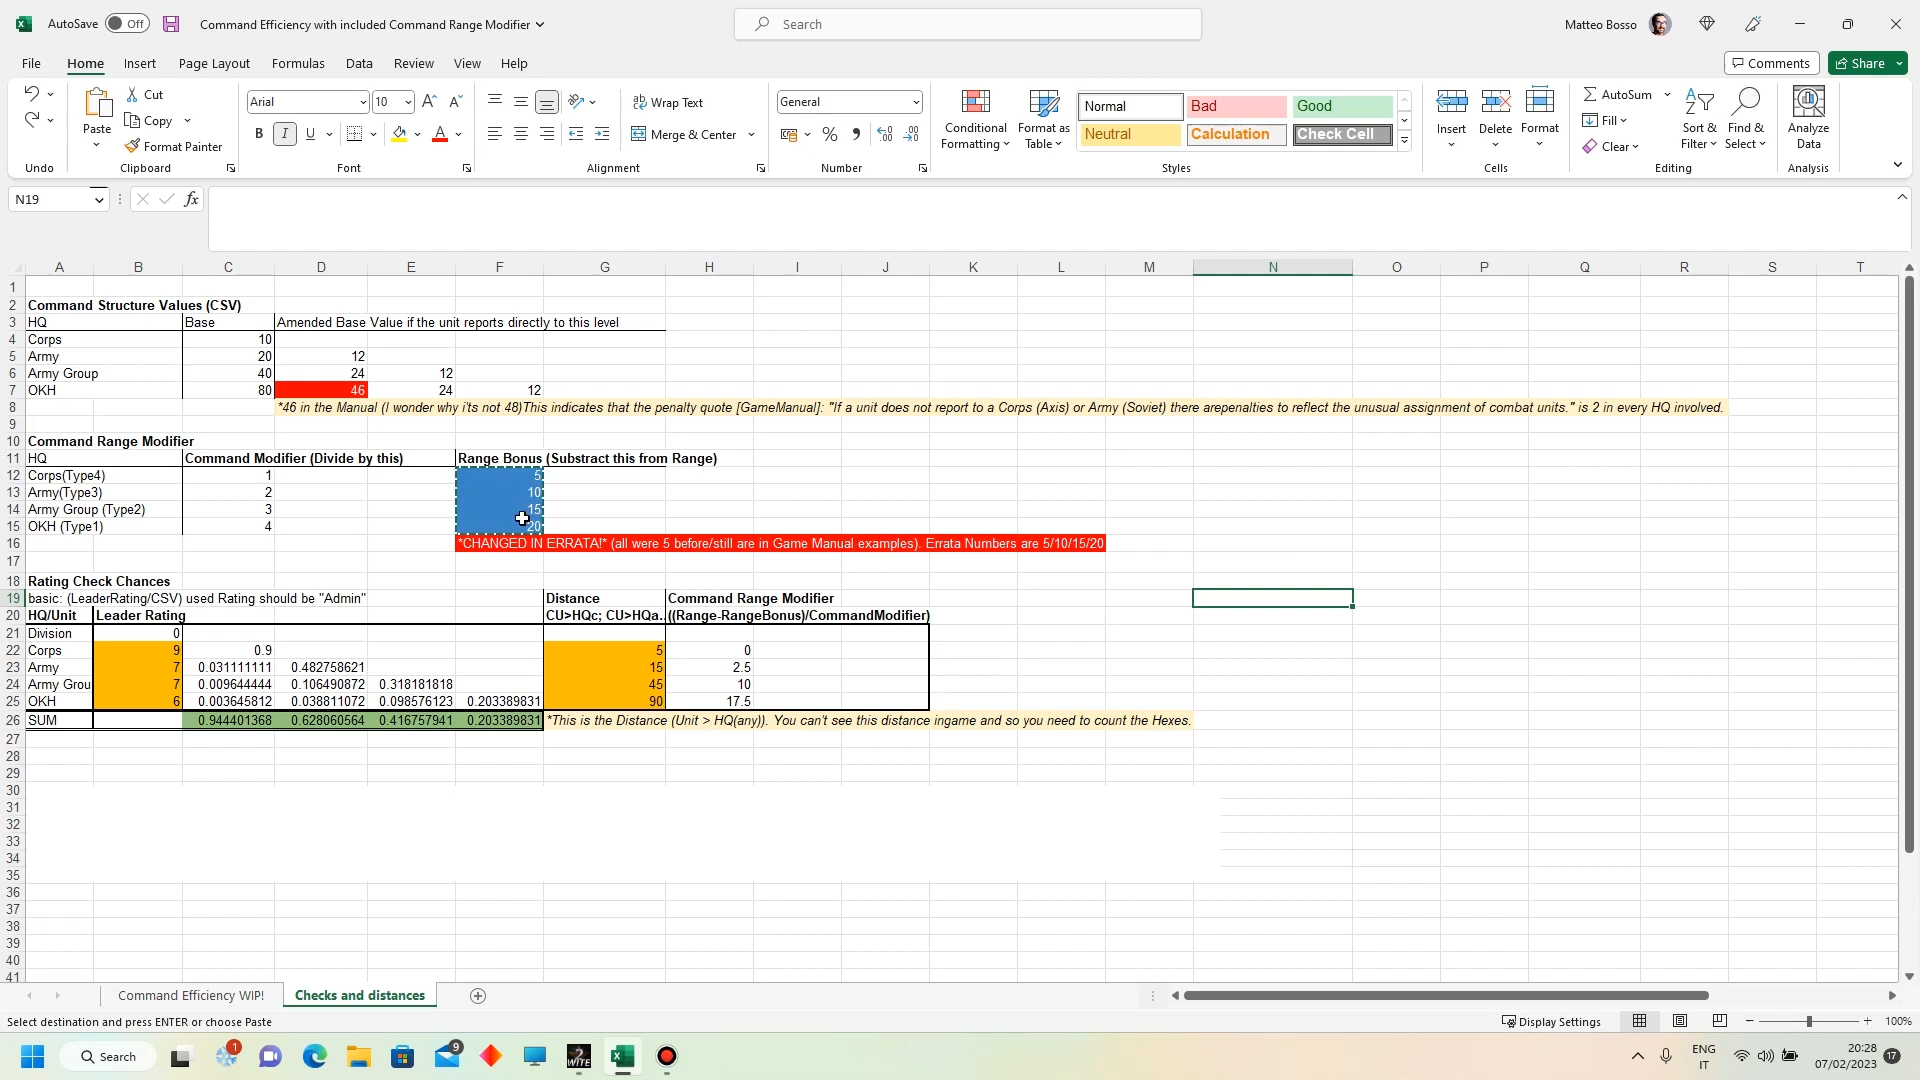 AutoSave Off Command Efficiency with included Command Range Modifier Search Matteo Bosso
File Home Insert Page Layout Formulas Data Review View Help Comments Share
Cut Arial 10 Wrap Text General Normal Bad Good AutoSum
Paste Copy Conditional Formatting Format as Table Insert Delete Format Fill Sort & Filter Find & Select Analyze Data
Format Painter B I U A Merge & Center % Neutral Calculation Check Cell Clear
Undo Clipboard Font Alignment Number Styles Cells Editing Analysis
N19 fx
A B C D E F G H I J K L M N O P Q R S T
1
2 Command Structure Values (CSV)
3 HQ Base Amended Base Value if the unit reports directly to this level
4 Corps 10
5 Army 20 12
6 Army Group 40 24 12
7 OKH 80 46 24 12
8 *46 in the Manual (I wonder why i'ts not 48)This indicates that the penalty quote [GameManual]: "If a unit does not report to a Corps (Axis) or Army (Soviet) there arepenalties to reflect the unusual assignment of combat units." is 2 in every HQ involved.
9
10 Command Range Modifier
11 HQ Command Modifier (Divide by this) Range Bonus (Substract this from Range)
12 Corps(Type4) 1 5
13 Army(Type3) 2 10
14 Army Group (Type2) 3 15
15 OKH (Type1) 4 20
16 *CHANGED IN ERRATA!* (all were 5 before/still are in Game Manual examples). Errata Numbers are 5/10/15/20
17
18 Rating Check Chances
19 basic: (LeaderRating/CSV) used Rating should be "Admin" Distance Command Range Modifier
20 HQ/Unit Leader Rating CU>HQc; CU>HQa.. ((Range-RangeBonus)/CommandModifier)
21 Division 0
22 Corps 9 0.9 5 0
23 Army 7 0.031111111 0.482758621 15 2.5
24 Army Grou 7 0.009644444 0.106490872 0.318181818 45 10
25 OKH 6 0.003645812 0.038811072 0.098576123 0.203389831 90 17.5
26 SUM 0.944401368 0.628060564 0.416757941 0.203389831 *This is the Distance (Unit > HQ(any)). You can't see this distance ingame and so you need to count the Hexes.
27
28
29
30
31
32
33
34
35
36
37
38
39
40
41
Command Efficiency WIP! Checks and distances
Select destination and press ENTER or choose Paste Display Settings 100%
Search 1 9 WITE ENG IT 20:28 07/02/2023 17